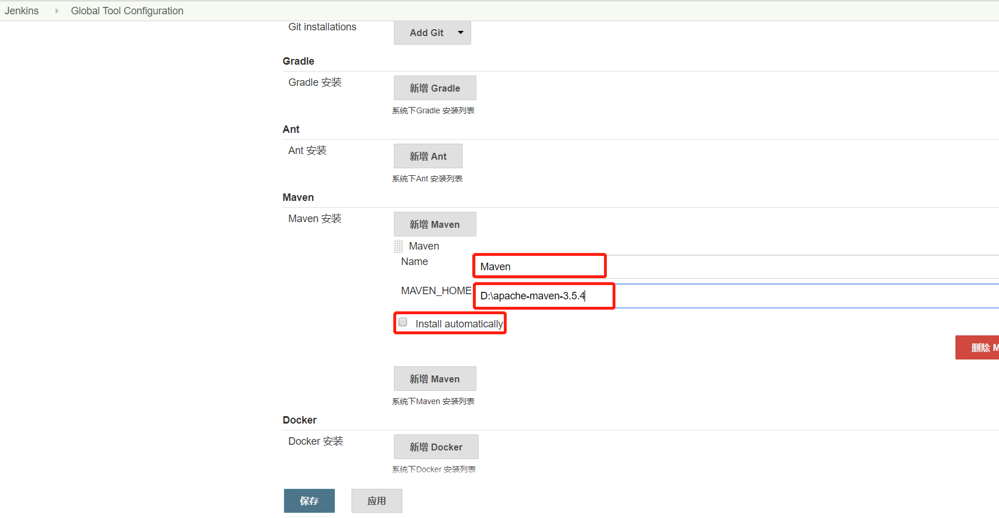 Jenkins Global Tool Configuration
Git installations Add Git
Gradle
Gradle 安装 新增 Gradle
系统下Gradle 安装列表
Ant
Ant 安装 新增 Ant
系统下Ant 安装列表
Maven
Maven 安装 新增 Maven
Maven
Name Maven
MAVEN_HOME D:\apache-maven-3.5.4
Install automatically
删除 M
新增 Maven
系统下Maven 安装列表
Docker
Docker 安装 新增 Docker
系统下Docker 安装列表
保存 应用